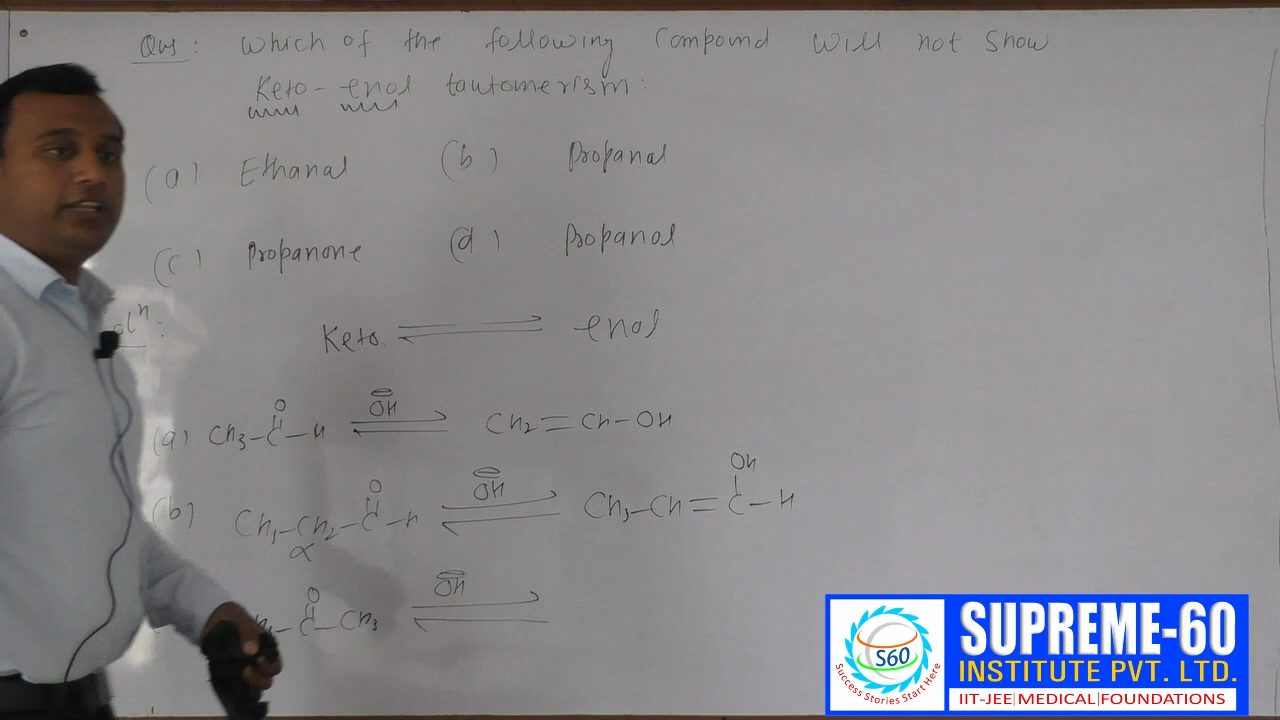 Qus: Which of the following compound will not show
Keto-enol tautomerism:
(a) Ethanal (b) Propanal
(c) Propanone (d) Propanol
olⁿ:
Keto ⇌ enol
(a) CH₃-C-H ⇌ CH₂=CH-OH
O
OH
(b) CH₃-CH₂-C-H ⇌ CH₃-CH=C-H
O
OH
OH
α
C-CH₃ ⇌
O
OH
S60
Success Stories Start Here
SUPREME-60
INSTITUTE PVT. LTD.
IIT-JEE|MEDICAL|FOUNDATIONS